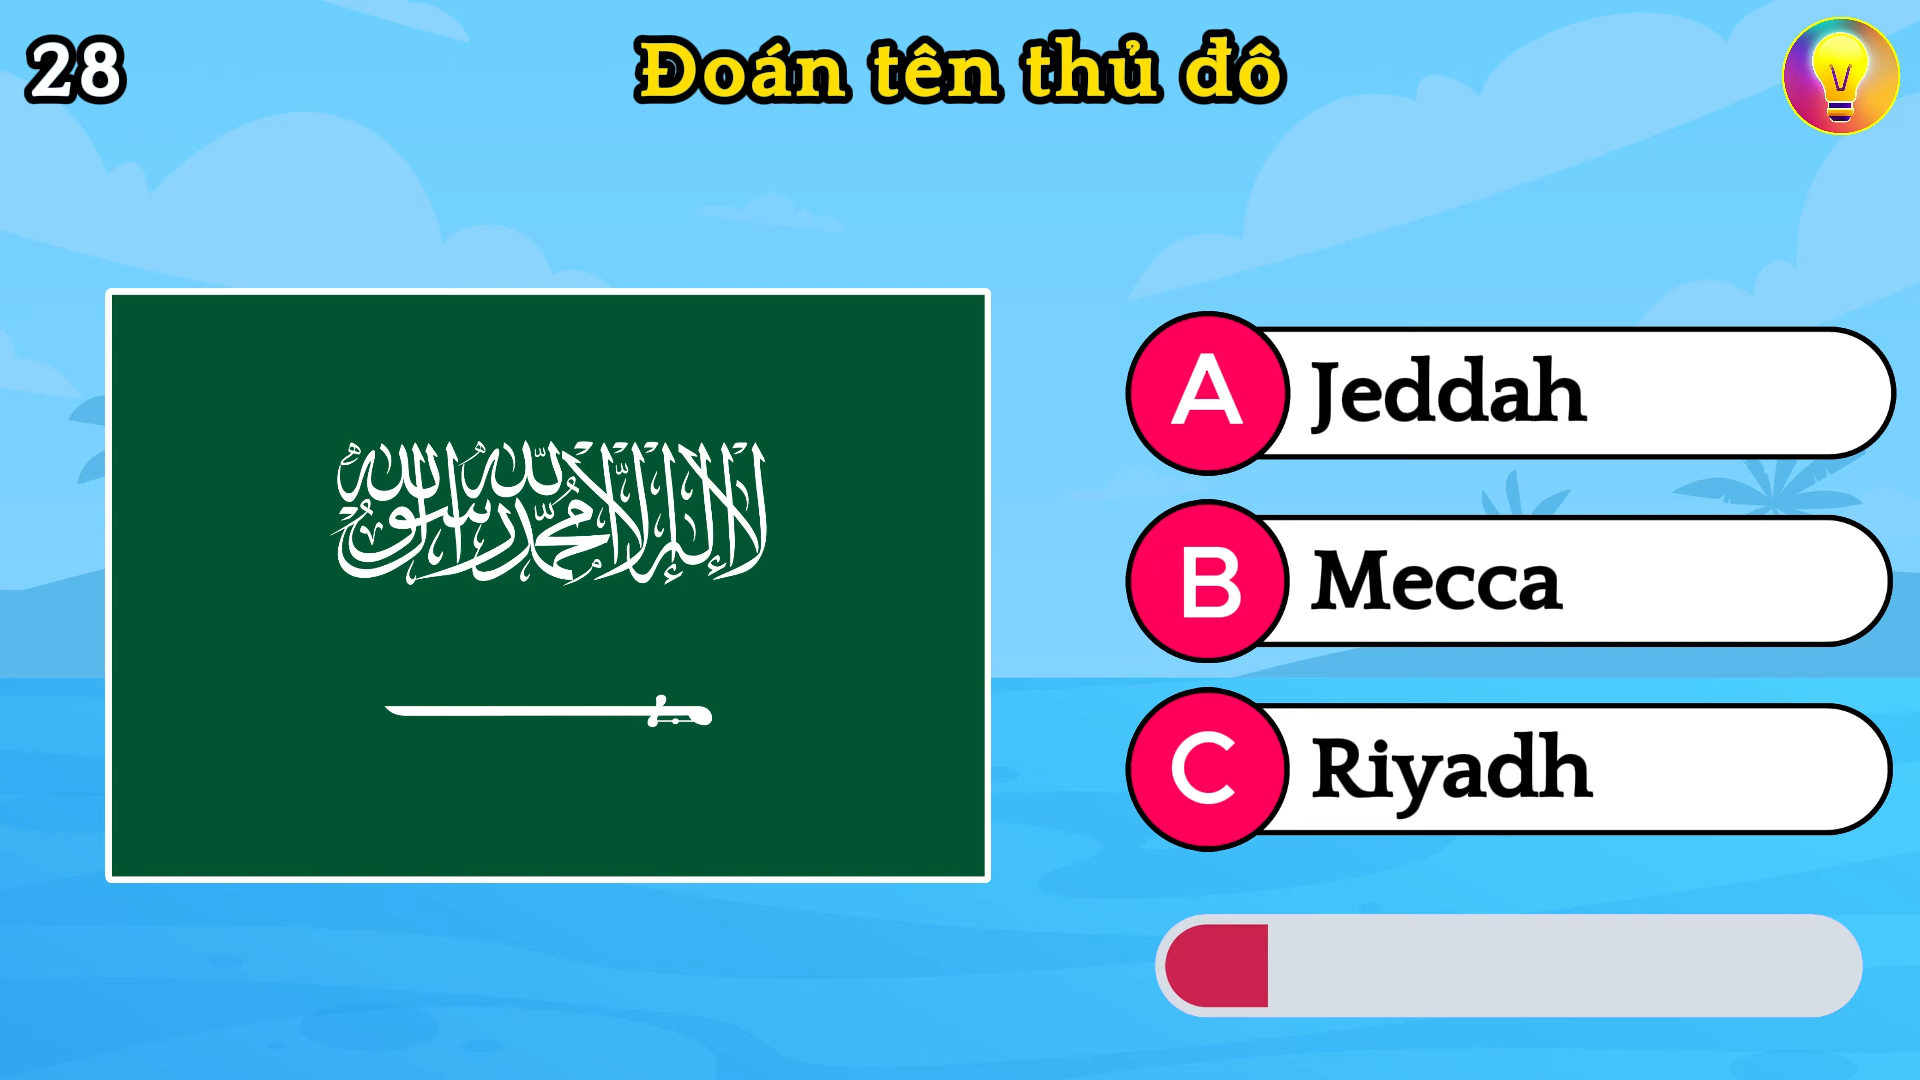 28
Đoán tên thủ đô
لا إله إلا الله محمد رسول الله
A Jeddah
B Mecca
C Riyadh